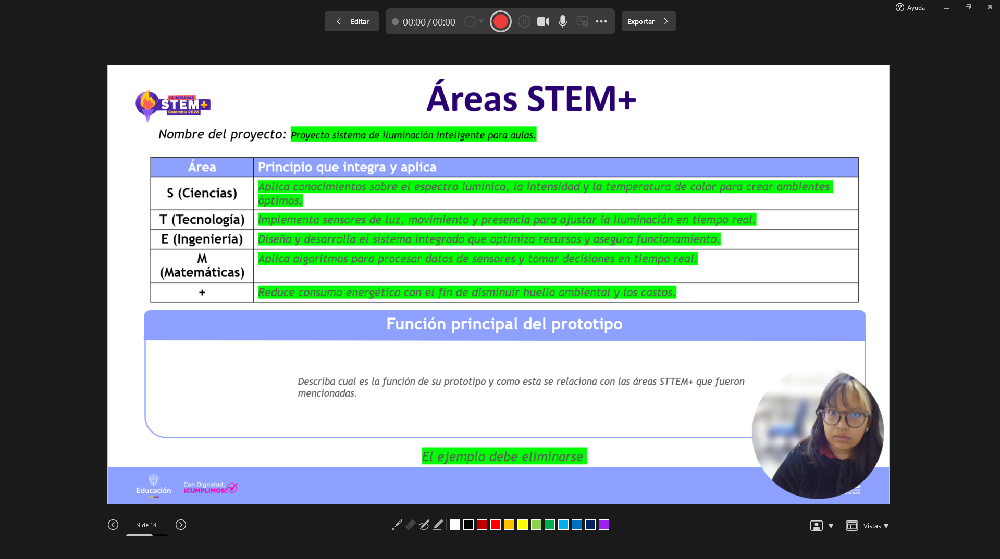 Ayuda
Editar
00:00 / 00:00
Exportar
Áreas STEM+
OLIMPIADAS
STEM+
Colombia 2026
Nombre del proyecto: Proyecto sistema de iluminación inteligente para aulas.
Área
Principio que integra y aplica
S (Ciencias)
Aplica conocimientos sobre el espectro lumínico, la intensidad y la temperatura de color para crear ambientes
óptimos.
T (Tecnología)
Implementa sensores de luz, movimiento y presencia para ajustar la iluminación en tiempo real.
E (Ingeniería)
Diseña y desarrolla el sistema integrado que optimiza recursos y asegura funcionamiento.
M
(Matemáticas)
Aplica algoritmos para procesar datos de sensores y tomar decisiones en tiempo real.
+
Reduce consumo energético con el fin de disminuir huella ambiental y los costos.
Función principal del prototipo
Describa cual es la función de su prototipo y como esta se relaciona con las áreas STTEM+ que fueron
mencionadas.
El ejemplo debe eliminarse
Educación
Con Dignidad,
¡CUMPLIMOS!
de todos
9 de 14
Vistas